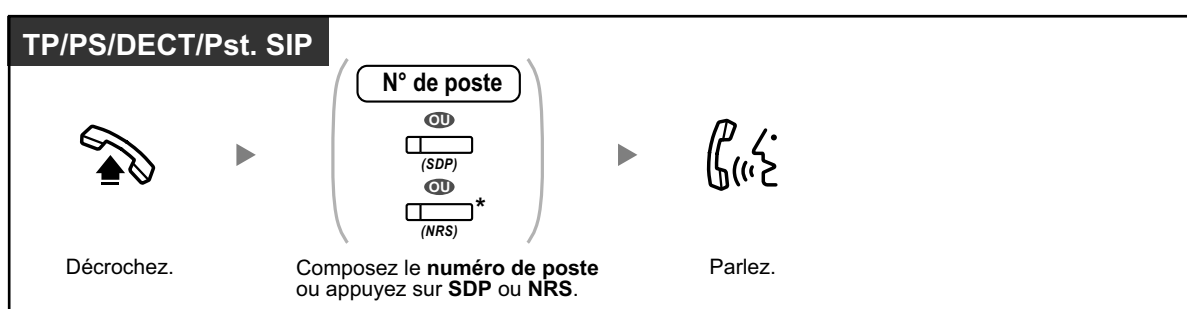 TP/PS/DECT/Pst. SIP
N° de poste
OU
(SDP)
OU
*
(NRS)
Décrochez.
Composez le numéro de poste
ou appuyez sur SDP ou NRS.
Parlez.